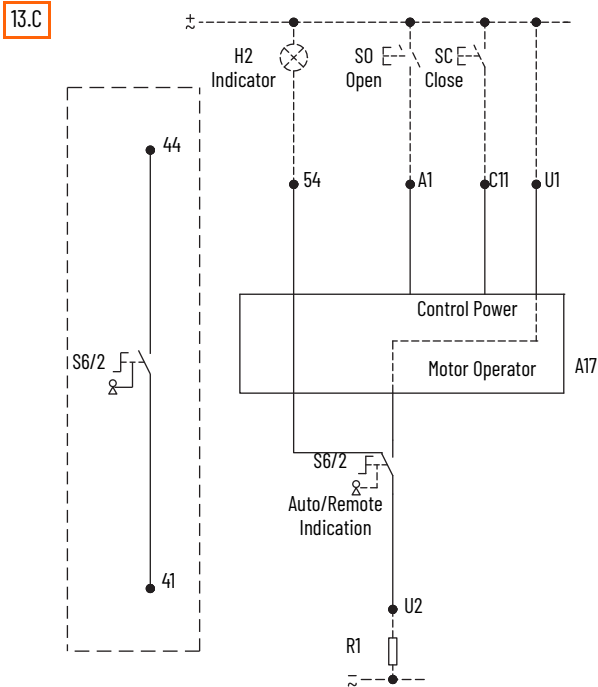 13.C
+
~
H2
Indicator
SO
Open
SC
Close
44
54
A1
C11
U1
Control Power
Motor Operator
A17
S6/2
S6/2
Auto/Remote
Indication
41
U2
R1
–
~